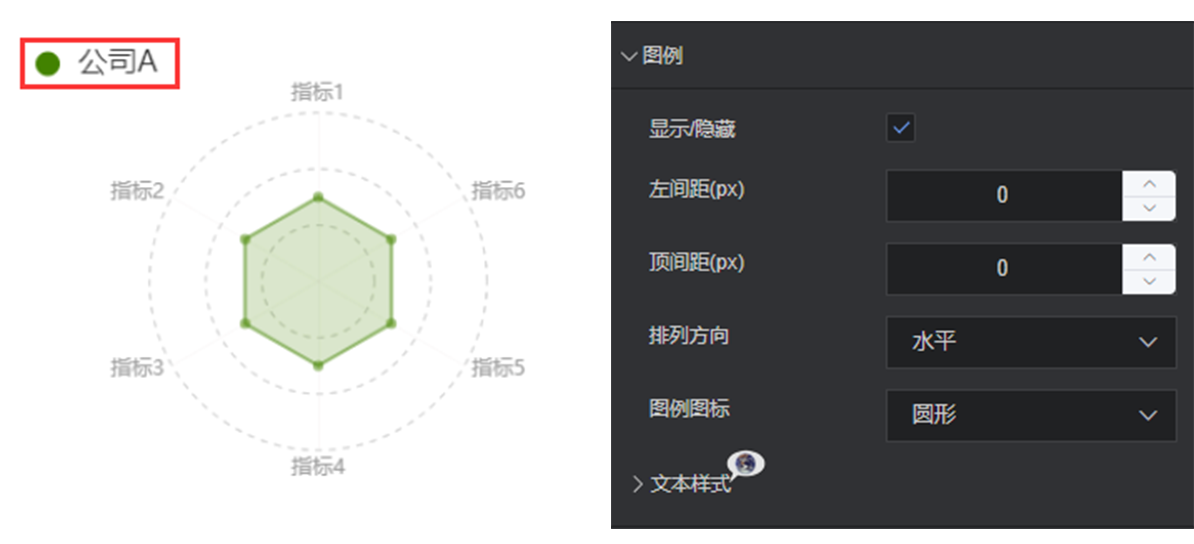 公司A
指标1
指标2
指标6
指标3
指标5
指标4
图例
显示/隐藏
左间距(px)
0
顶间距(px)
0
排列方向
水平
图例图标
圆形
文本样式